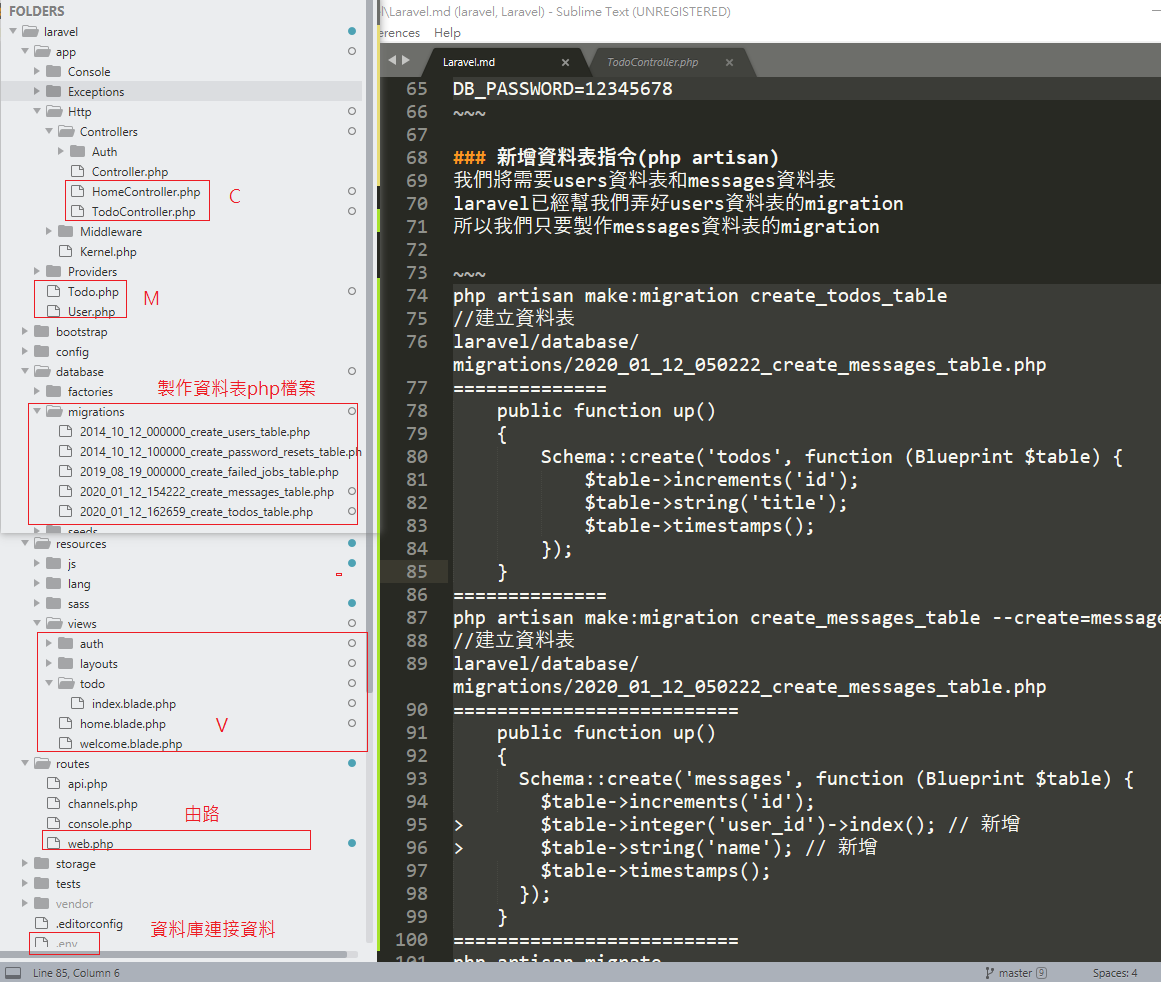 FOLDERS
laravel
app
Console
Exceptions
Http
Controllers
Auth
Controller.php
HomeController.php
TodoController.php
C
Middleware
Kernel.php
Providers
Todo.php
User.php
M
bootstrap
config
database
factories
製作資料表php檔案
migrations
2014_10_12_000000_create_users_table.php
2014_10_12_100000_create_password_resets_table.ph
2019_08_19_000000_create_failed_jobs_table.php
2020_01_12_154222_create_messages_table.php
2020_01_12_162659_create_todos_table.php
seeds
resources
js
lang
sass
views
auth
layouts
todo
index.blade.php
home.blade.php
welcome.blade.php
V
routes
api.php
channels.php
console.php
由路
web.php
storage
tests
vendor
.editorconfig
資料庫連接資料
.env
l\Laravel.md (laravel, Laravel) - Sublime Text (UNREGISTERED)
erences Help
Laravel.md × TodoController.php ×
65 DB_PASSWORD=12345678
66 ~~~
67
68 ### 新增資料表指令(php artisan)
69 我們將需要users資料表和messages資料表
70 laravel已經幫我們弄好users資料表的migration
71 所以我們只要製作messages資料表的migration
72
73 ~~~
74 php artisan make:migration create_todos_table
75 //建立資料表
76 laravel/database/
migrations/2020_01_12_050222_create_messages_table.php
77 ==============
78 public function up()
79 {
80 Schema::create('todos', function (Blueprint $table) {
81 $table->increments('id');
82 $table->string('title');
83 $table->timestamps();
84 });
85 }
86 ==============
87 php artisan make:migration create_messages_table --create=message
88 //建立資料表
89 laravel/database/
migrations/2020_01_12_050222_create_messages_table.php
90 ==========================
91 public function up()
92 {
93 Schema::create('messages', function (Blueprint $table) {
94 $table->increments('id');
95 > $table->integer('user_id')->index(); // 新增
96 > $table->string('name'); // 新增
97 $table->timestamps();
98 });
99 }
100 ==========================
101 php artisan migrate
Line 85, Column 6
master 9
Spaces: 4